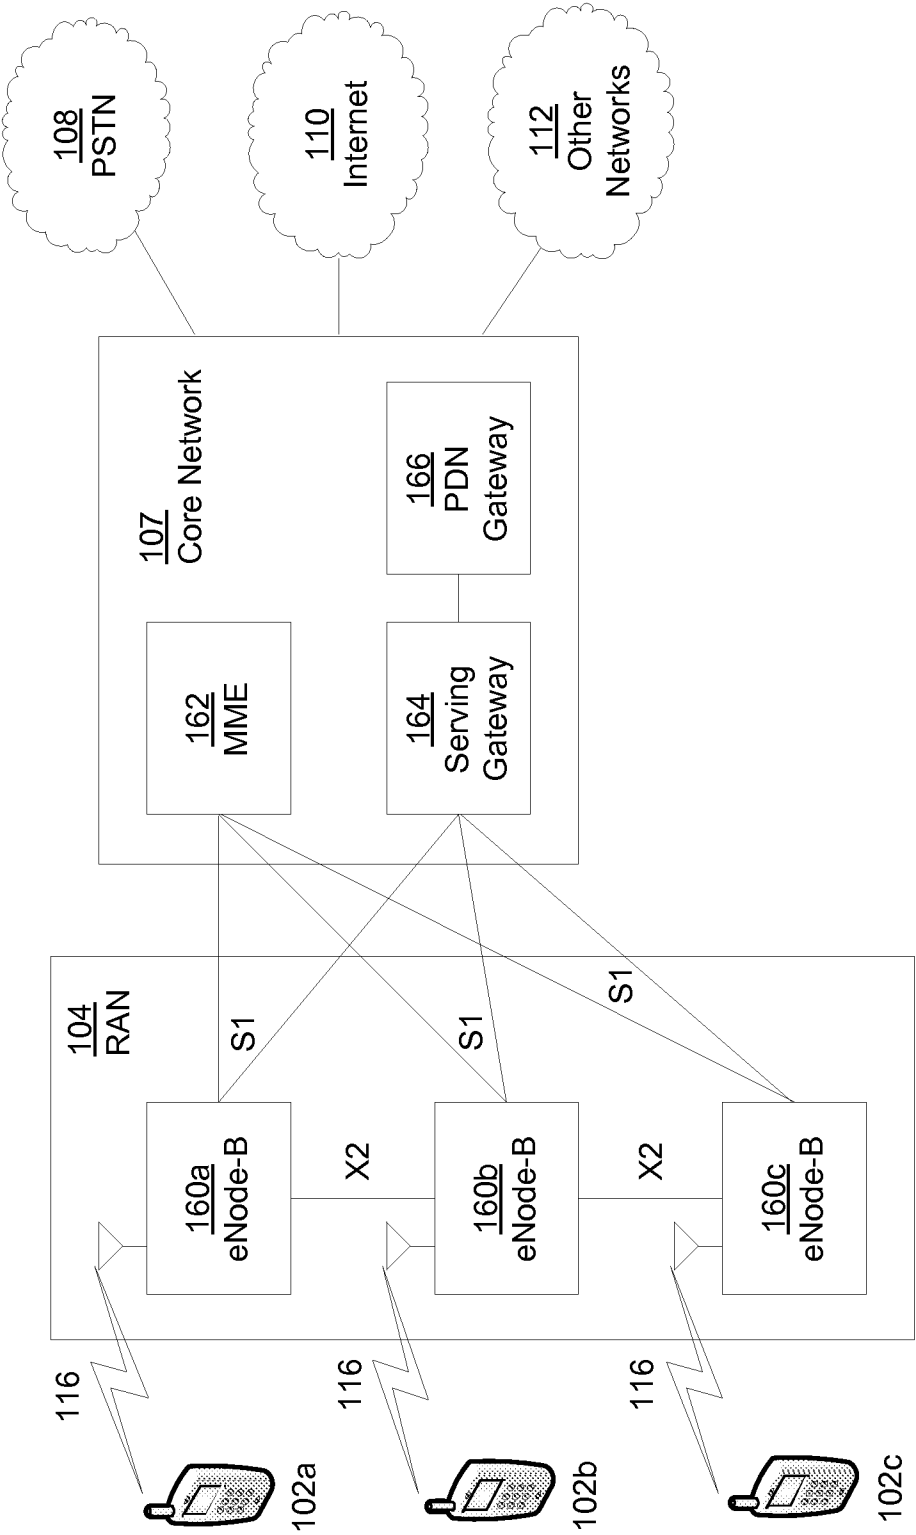 102a
102b
102c
116
116
116
104
RAN
160a
eNode-B
160b
eNode-B
160c
eNode-B
X2
X2
S1
S1
S1
107
Core Network
162
MME
164
Serving
Gateway
166
PDN
Gateway
108
PSTN
110
Internet
112
Other
Networks